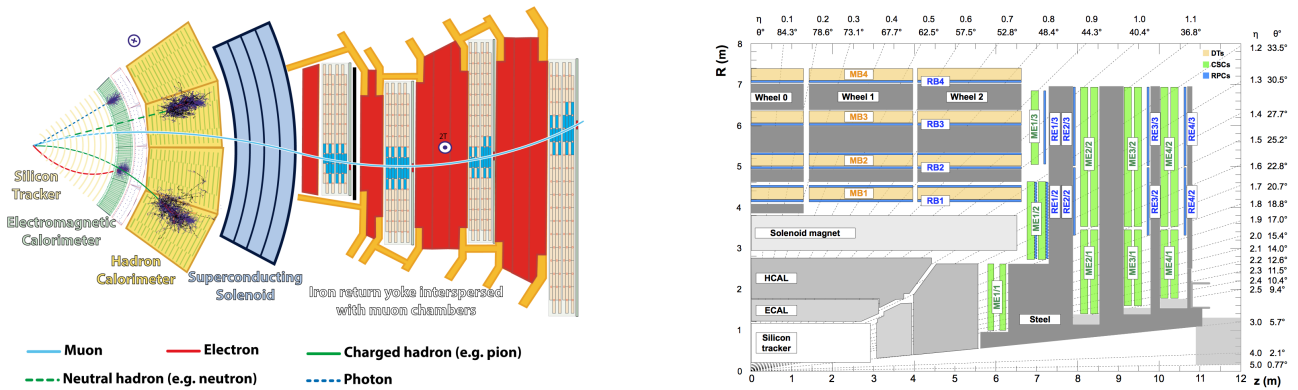 2T
Silicon
Tracker
Electromagnetic
Calorimeter
Hadron
Calorimeter
Superconducting
Solenoid
Iron return yoke interspersed
with muon chambers
Muon
Electron
Charged hadron (e.g. pion)
Neutral hadron (e.g. neutron)
Photon
η 0.1 0.2 0.3 0.4 0.5 0.6 0.7 0.8 0.9 1.0 1.1 η θ°
θ° 84.3° 78.6° 73.1° 67.7° 62.5° 57.5° 52.8° 48.4° 44.3° 40.4° 36.8°
1.2 33.5°
1.3 30.5°
1.4 27.7°
1.5 25.2°
1.6 22.8°
1.7 20.7°
1.8 18.8°
1.9 17.0°
2.0 15.4°
2.1 14.0°
2.2 12.6°
2.3 11.5°
2.4 10.4°
2.5 9.4°
3.0 5.7°
4.0 2.1°
5.0 0.77°
DTs
CSCs
RPCs
R (m)
8
7
6
5
4
3
2
1
0
MB4
RB4
Wheel 0
Wheel 1
Wheel 2
MB3
RB3
MB2
RB2
MB1
RB1
Solenoid magnet
HCAL
ECAL
Silicon
tracker
Steel
ME1/1
ME1/2
ME1/3
RE1/3
RE2/3
RE1/2
RE2/2
ME2/2
ME2/1
ME3/2
ME3/1
RE3/3
RE3/2
ME4/2
ME4/1
RE4/3
RE4/2
0 1 2 3 4 5 6 7 8 9 10 11 12
z (m)